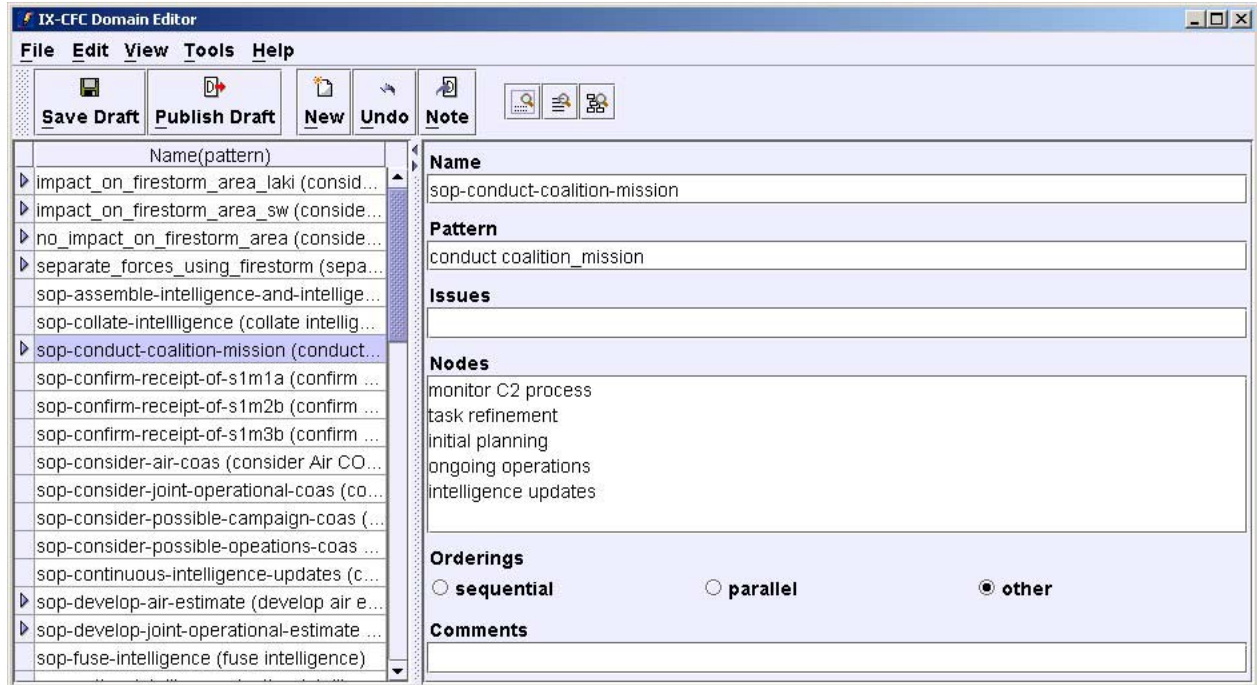 IX-CFC Domain Editor
File Edit View Tools Help
Save Draft Publish Draft New Undo Note
Name(pattern)
impact_on_firestorm_area_laki (consid...
impact_on_firestorm_area_sw (conside...
no_impact_on_firestorm_area (conside...
separate_forces_using_firestorm (sepa...
sop-assemble-intelligence-and-intellige...
sop-collate-intellligence (collate intellig...
sop-conduct-coalition-mission (conduct...
sop-confirm-receipt-of-s1m1a (confirm ...
sop-confirm-receipt-of-s1m2b (confirm ...
sop-confirm-receipt-of-s1m3b (confirm ...
sop-consider-air-coas (consider Air CO...
sop-consider-joint-operational-coas (co...
sop-consider-possible-campaign-coas (...
sop-consider-possible-opeations-coas ...
sop-continuous-intelligence-updates (c...
sop-develop-air-estimate (develop air e...
sop-develop-joint-operational-estimate ...
sop-fuse-intelligence (fuse intelligence)
Name
sop-conduct-coalition-mission
Pattern
conduct coalition_mission
Issues
Nodes
monitor C2 process
task refinement
initial planning
ongoing operations
intelligence updates
Orderings
sequential parallel other
Comments